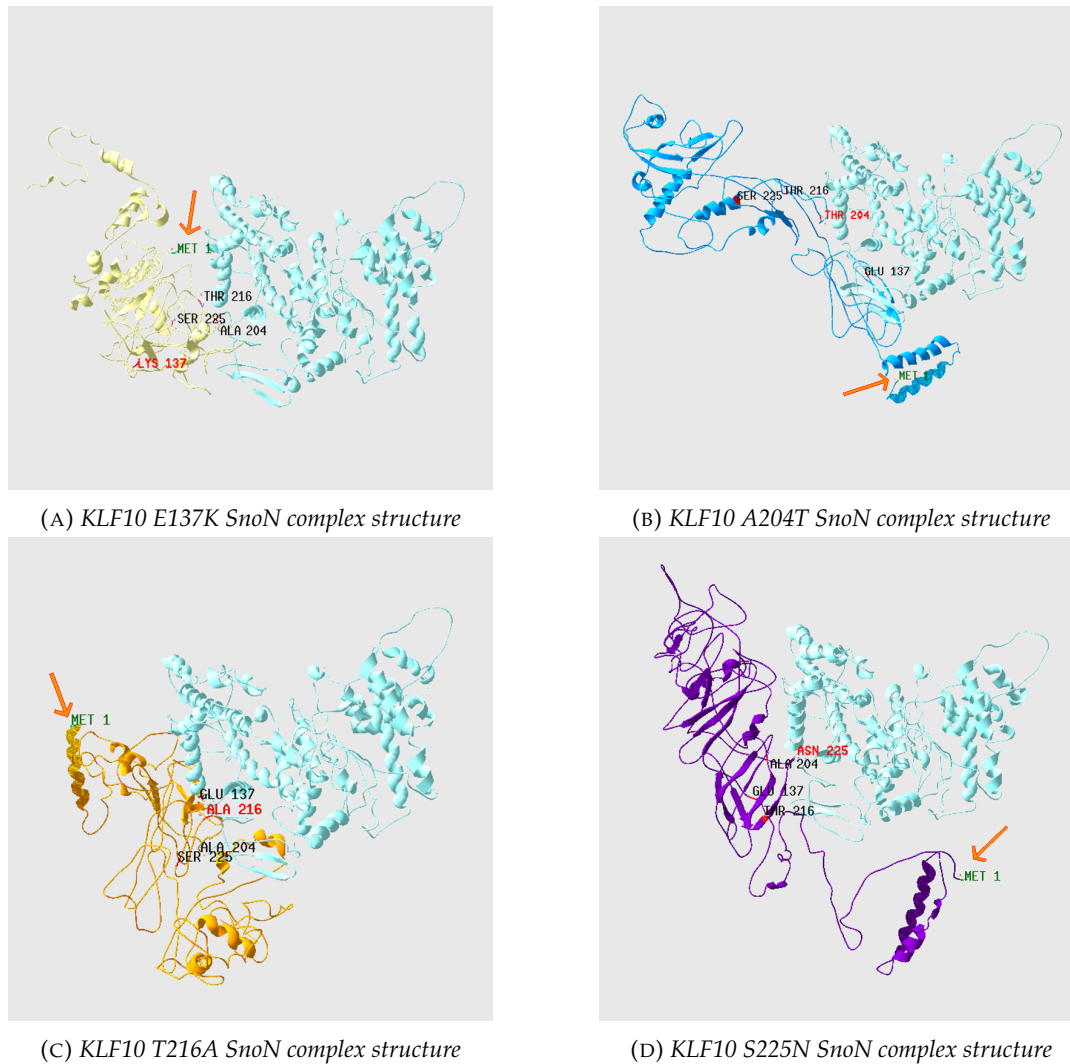 MET 1
THR 216
SER 225
ALA 204
LYS 137
(A) KLF10 E137K SnoN complex structure
THR 216
SER 225
THR 204
GLU 137
MET 1
(B) KLF10 A204T SnoN complex structure
MET 1
GLU 137
ALA 216
ALA 204
SER 225
(C) KLF10 T216A SnoN complex structure
ASN 225
ALA 204
GLU 137
THR 216
MET 1
(D) KLF10 S225N SnoN complex structure